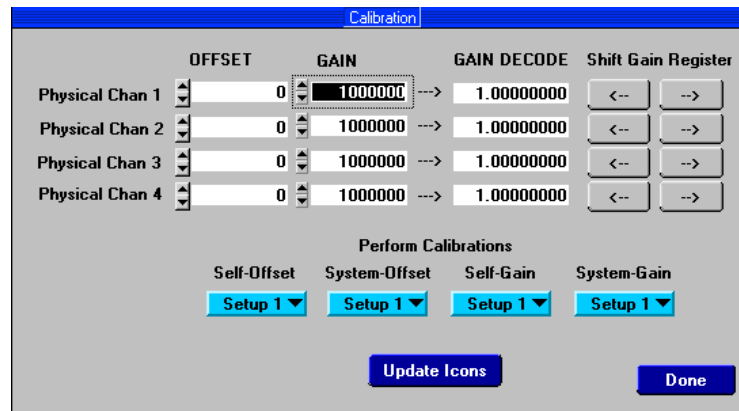 Calibration
OFFSET GAIN GAIN DECODE Shift Gain Register
Physical Chan 1 0 1000000 ---> 1.00000000 <-- -->
Physical Chan 2 0 1000000 ---> 1.00000000 <-- -->
Physical Chan 3 0 1000000 ---> 1.00000000 <-- -->
Physical Chan 4 0 1000000 ---> 1.00000000 <-- -->
Perform Calibrations
Self-Offset System-Offset Self-Gain System-Gain
Setup 1 Setup 1 Setup 1 Setup 1
Update Icons
Done